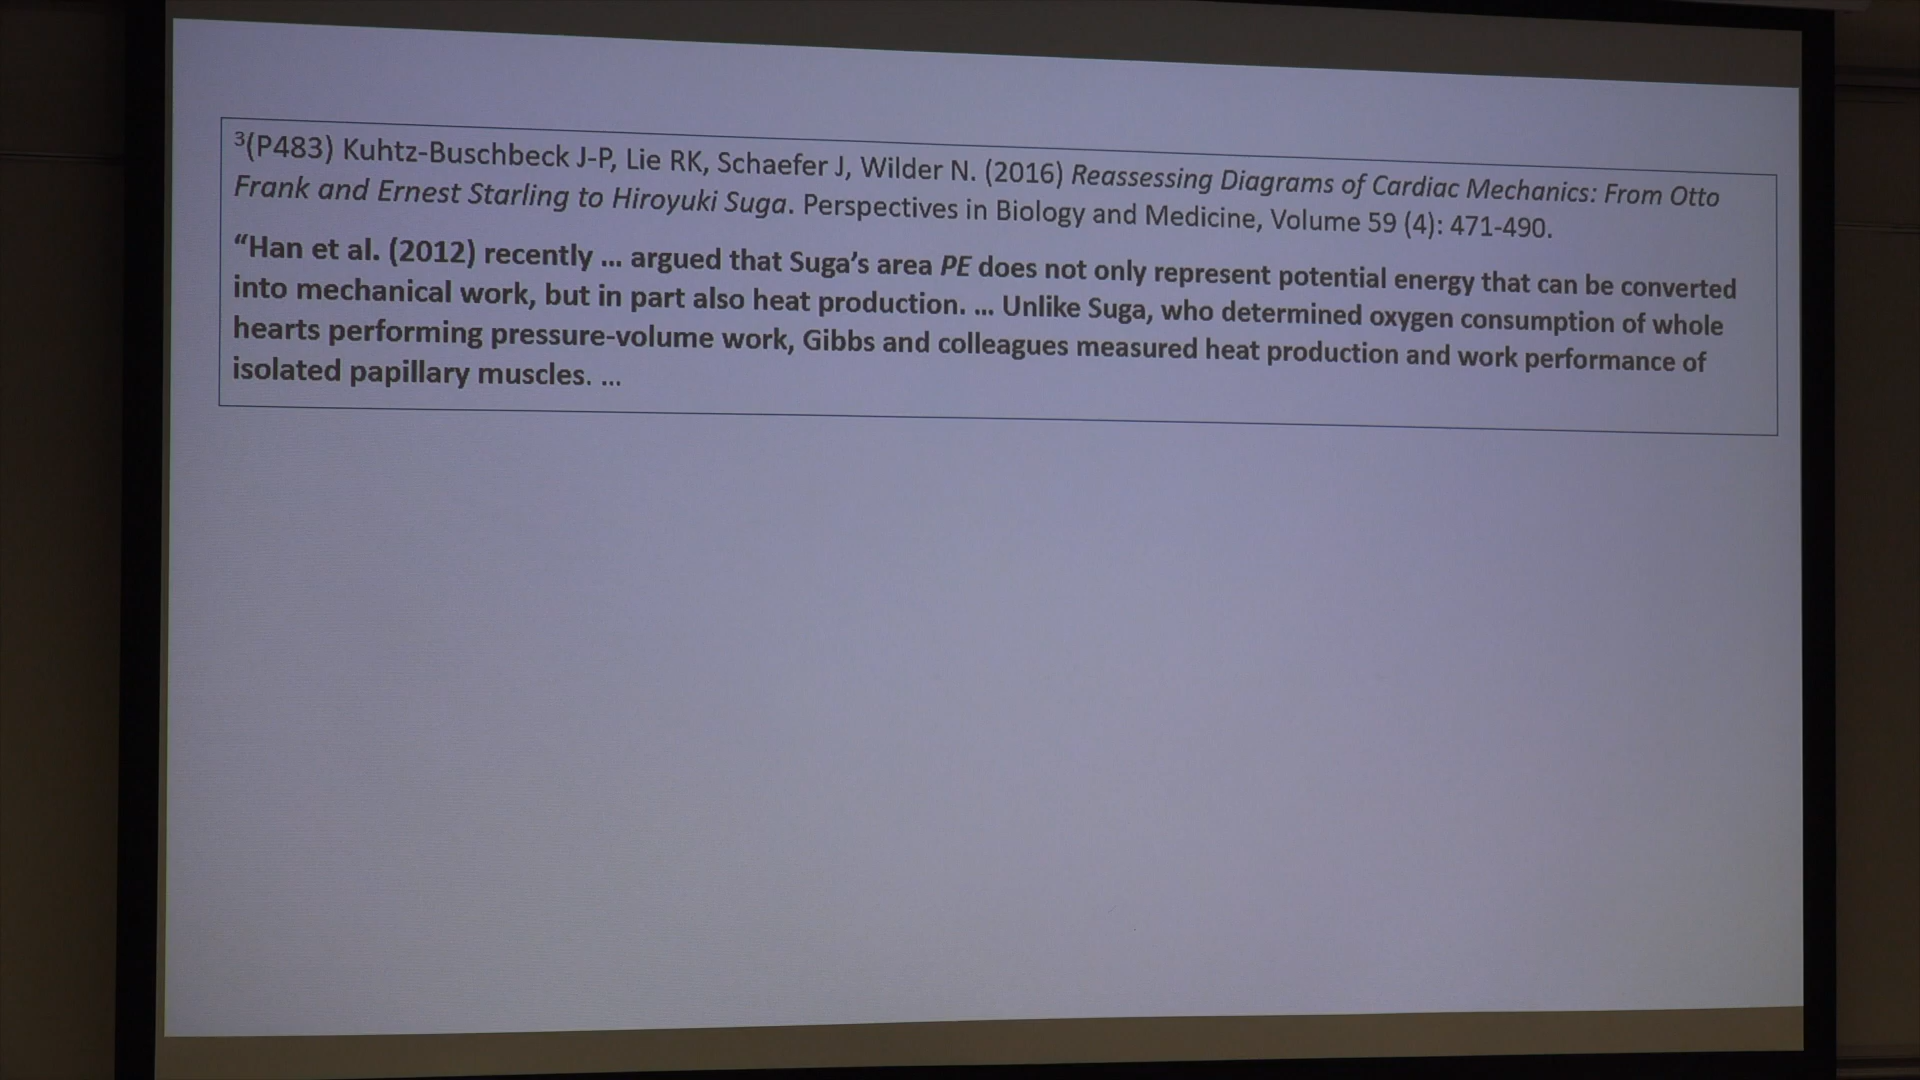 ³(P483) Kuhtz-Buschbeck J-P, Lie RK, Schaefer J, Wilder N. (2016) Reassessing Diagrams of Cardiac Mechanics: From Otto
Frank and Ernest Starling to Hiroyuki Suga. Perspectives in Biology and Medicine, Volume 59 (4): 471-490.
“Han et al. (2012) recently ... argued that Suga’s area PE does not only represent potential energy that can be converted
into mechanical work, but in part also heat production. ... Unlike Suga, who determined oxygen consumption of whole
hearts performing pressure-volume work, Gibbs and colleagues measured heat production and work performance of
isolated papillary muscles. ...